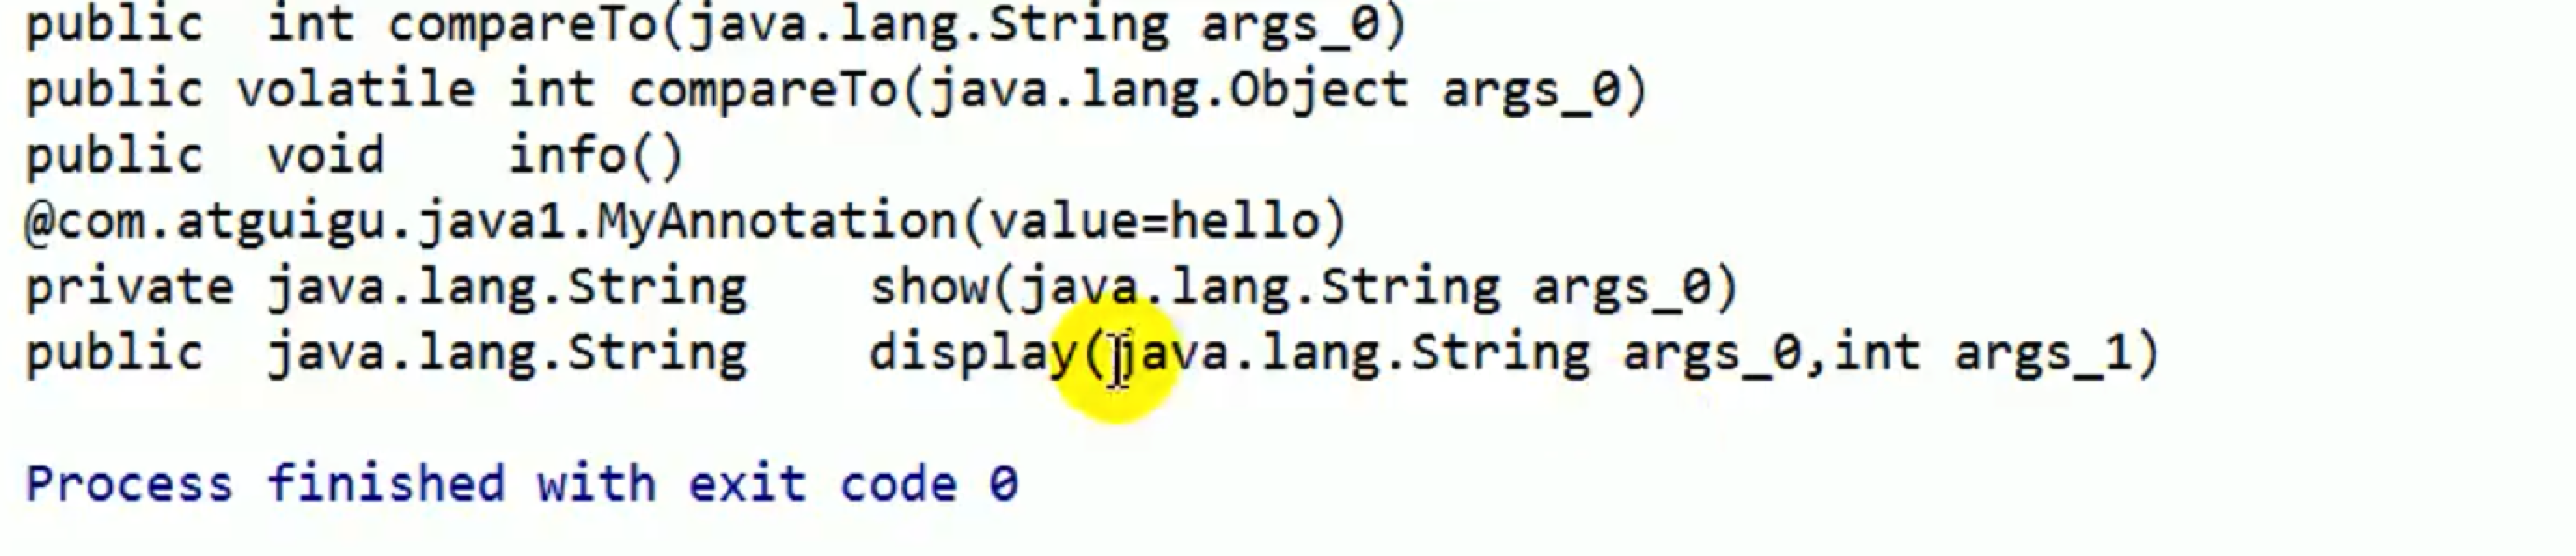 public  int compareTo(java.lang.String args_0)
public volatile int compareTo(java.lang.Object args_0)
public  void    info()
@com.atguigu.java1.MyAnnotation(value=hello)
private java.lang.String    show(java.lang.String args_0)
public  java.lang.String    display(java.lang.String args_0,int args_1)
Process finished with exit code 0